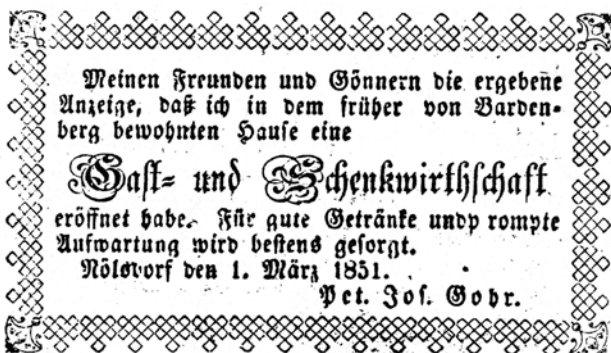 Meinen Freunden und Gönnern die ergebene
Anzeige, daß ich in dem früher von Barden-
berg bewohnten Hause eine
Gast- und Schenkwirthschaft
eröffnet habe. Für gute Getränke undp rompte
Aufwartung wird bestens gesorgt.
Nölsdorf den 1. März 1851.
Pet. Jos. Gohr.